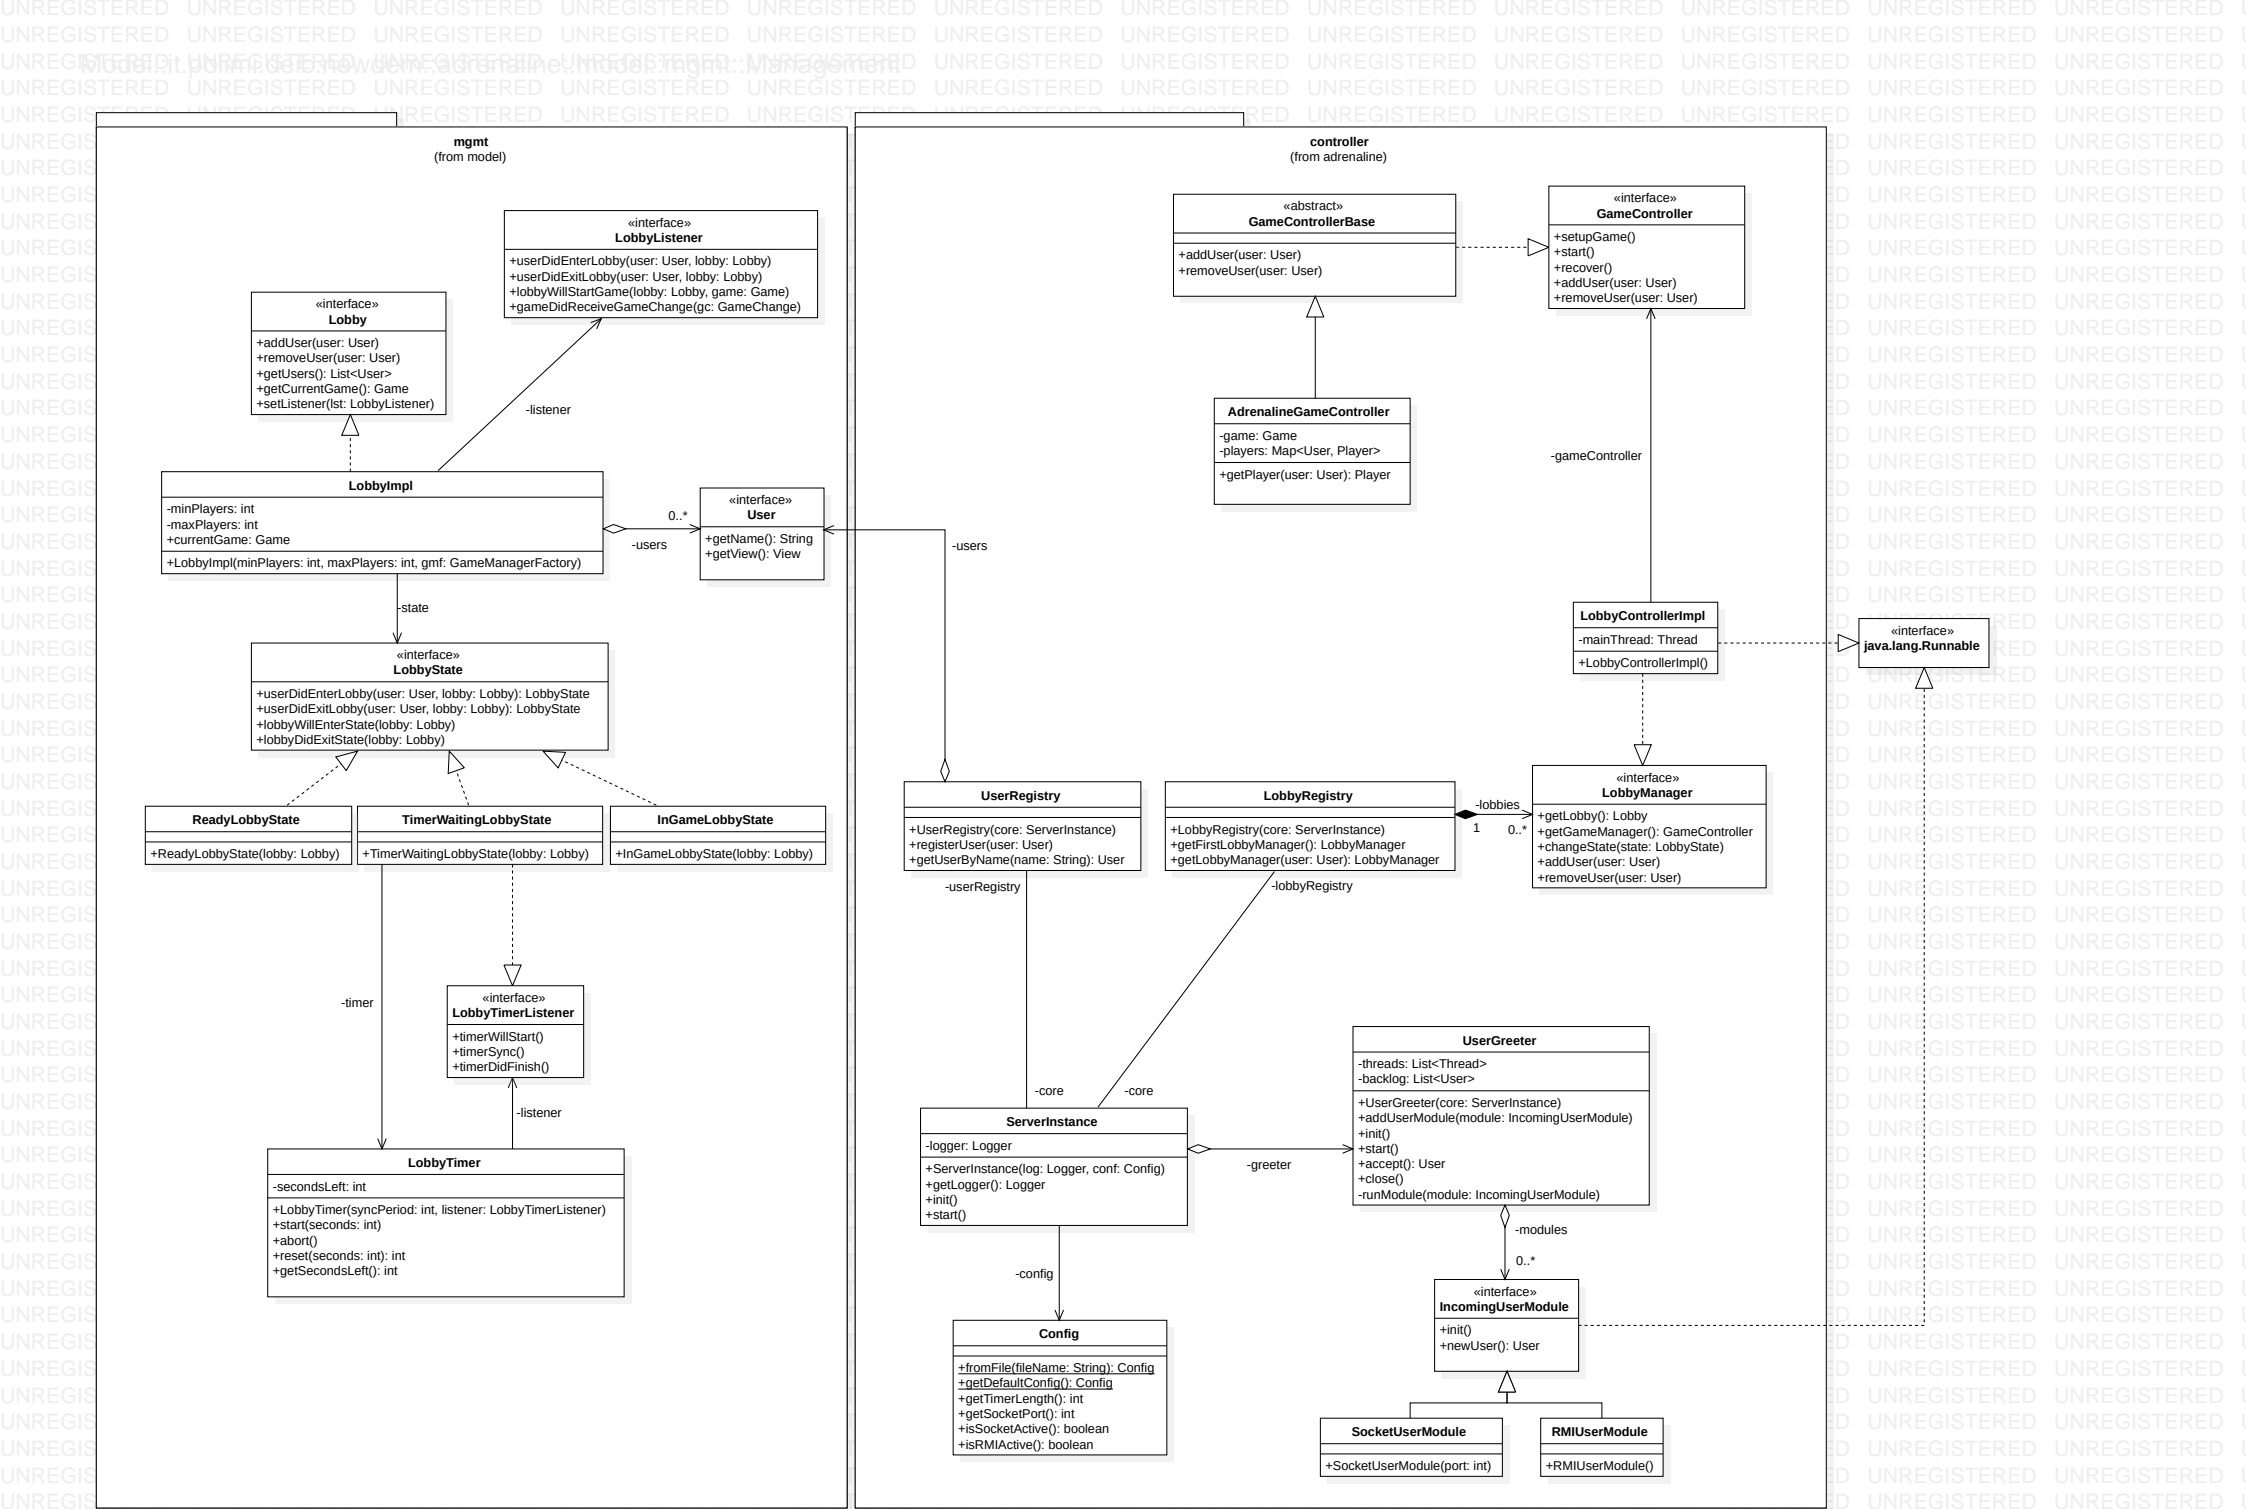 Model::it.polimi.deib.newdem.adrenaline::model::mgmt::Management
mgmt
(from model)
«interface»
LobbyListener
+userDidEnterLobby(user: User, lobby: Lobby)
+userDidExitLobby(user: User, lobby: Lobby)
+lobbyWillStartGame(lobby: Lobby, game: Game)
+gameDidReceiveGameChange(gc: GameChange)
«interface»
Lobby
+addUser(user: User)
+removeUser(user: User)
+getUsers(): List<User>
+getCurrentGame(): Game
+setListener(lst: LobbyListener)
-listener
LobbyImpl
-minPlayers: int
-maxPlayers: int
+currentGame: Game
+LobbyImpl(minPlayers: int, maxPlayers: int, gmf: GameManagerFactory)
0..*
-users
«interface»
User
+getName(): String
+getView(): View
-state
«interface»
LobbyState
+userDidEnterLobby(user: User, lobby: Lobby): LobbyState
+userDidExitLobby(user: User, lobby: Lobby): LobbyState
+lobbyWillEnterState(lobby: Lobby)
+lobbyDidExitState(lobby: Lobby)
ReadyLobbyState
+ReadyLobbyState(lobby: Lobby)
TimerWaitingLobbyState
+TimerWaitingLobbyState(lobby: Lobby)
InGameLobbyState
+InGameLobbyState(lobby: Lobby)
-timer
«interface»
LobbyTimerListener
+timerWillStart()
+timerSync()
+timerDidFinish()
-listener
LobbyTimer
-secondsLeft: int
+LobbyTimer(syncPeriod: int, listener: LobbyTimerListener)
+start(seconds: int)
+abort()
+reset(seconds: int): int
+getSecondsLeft(): int
controller
(from adrenaline)
«abstract»
GameControllerBase
+addUser(user: User)
+removeUser(user: User)
«interface»
GameController
+setupGame()
+start()
+recover()
+addUser(user: User)
+removeUser(user: User)
AdrenalineGameController
-game: Game
-players: Map<User, Player>
+getPlayer(user: User): Player
-gameController
-users
LobbyControllerImpl
-mainThread: Thread
+LobbyControllerImpl()
«interface»
java.lang.Runnable
UserRegistry
+UserRegistry(core: ServerInstance)
+registerUser(user: User)
+getUserByName(name: String): User
LobbyRegistry
+LobbyRegistry(core: ServerInstance)
+getFirstLobbyManager(): LobbyManager
+getLobbyManager(user: User): LobbyManager
-lobbies
1
0..*
«interface»
LobbyManager
+getLobby(): Lobby
+getGameManager(): GameController
+changeState(state: LobbyState)
+addUser(user: User)
+removeUser(user: User)
-userRegistry
-lobbyRegistry
-core
-core
ServerInstance
-logger: Logger
+ServerInstance(log: Logger, conf: Config)
+getLogger(): Logger
+init()
+start()
-greeter
UserGreeter
-threads: List<Thread>
-backlog: List<User>
+UserGreeter(core: ServerInstance)
+addUserModule(module: IncomingUserModule)
+init()
+start()
+accept(): User
+close()
-runModule(module: IncomingUserModule)
-modules
0..*
-config
Config
+fromFile(fileName: String): Config
+getDefaultConfig(): Config
+getTimerLength(): int
+getSocketPort(): int
+isSocketActive(): boolean
+isRMIActive(): boolean
«interface»
IncomingUserModule
+init()
+newUser(): User
SocketUserModule
+SocketUserModule(port: int)
RMIUserModule
+RMIUserModule()